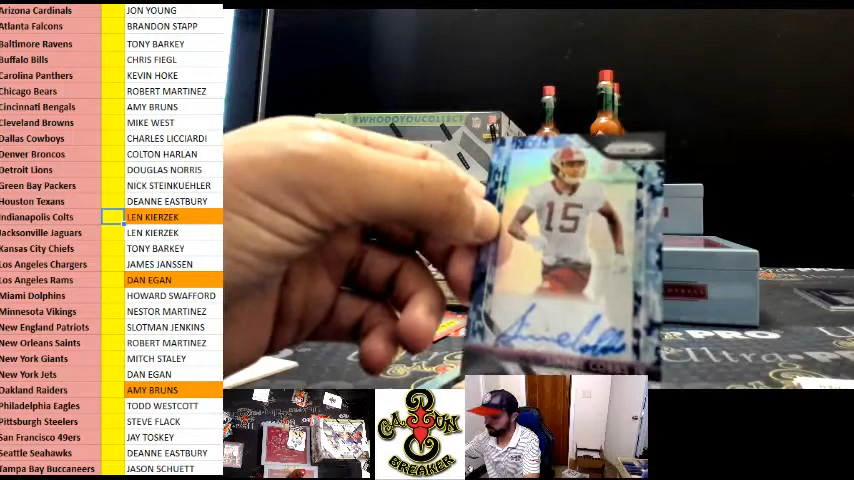 Arizona Cardinals JON YOUNG
Atlanta Falcons BRANDON STAPP
Baltimore Ravens TONY BARKEY
Buffalo Bills CHRIS FIEGL
Carolina Panthers KEVIN HOKE
Chicago Bears ROBERT MARTINEZ
Cincinnati Bengals AMY BRUNS
Cleveland Browns MIKE WEST
Dallas Cowboys CHARLES LICCIARDI
Denver Broncos COLTON HARLAN
Detroit Lions DOUGLAS NORRIS
Green Bay Packers NICK STEINKUEHLER
Houston Texans DEANNE EASTBURY
Indianapolis Colts LEN KIERZEK
Jacksonville Jaguars LEN KIERZEK
Kansas City Chiefs TONY BARKEY
Los Angeles Chargers JAMES JANSSEN
Los Angeles Rams DAN EGAN
Miami Dolphins HOWARD SWAFFORD
Minnesota Vikings NESTOR MARTINEZ
New England Patriots SLOTMAN JENKINS
New Orleans Saints ROBERT MARTINEZ
New York Giants MITCH STALEY
New York Jets DAN EGAN
Oakland Raiders AMY BRUNS
Philadelphia Eagles TODD WESTCOTT
Pittsburgh Steelers STEVE FLACK
San Francisco 49ers JAY TOSKEY
Seattle Seahawks DEANNE EASTBURY
Tampa Bay Buccaneers JASON SCHUETT
#WHODOYOUCOLLECT
15
PRO
Ultra PRO
BREAKER